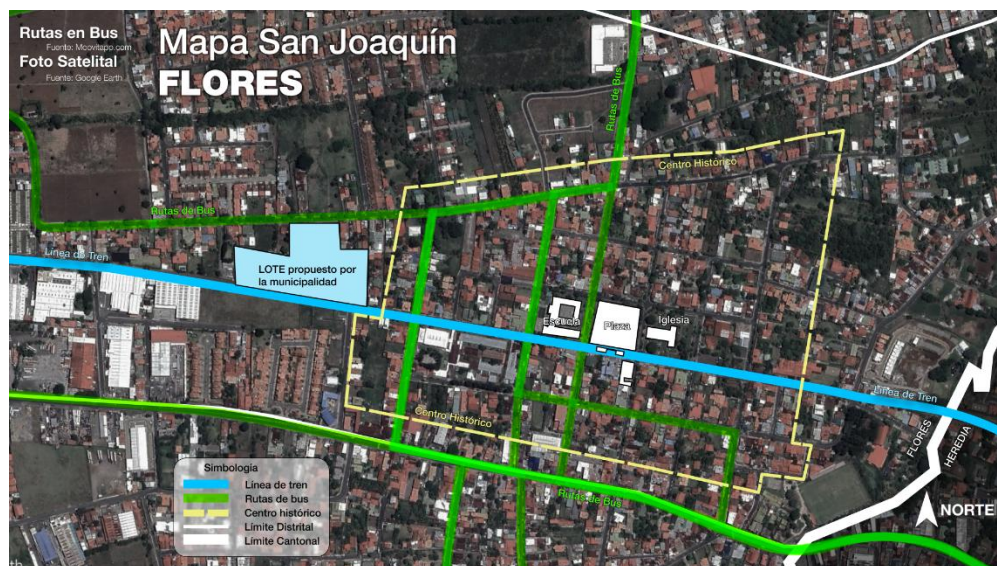 Rutas en Bus
Fuente: Moovitapp.com
Foto Satelital
Fuente: Google Earth
Mapa San Joaquín
FLORES
Rutas de Bus
Centro Histórico
Rutas de Bus
Línea de Tren
LOTE propuesto por
la municipalidad
Escuela
Plaza
Iglesia
Línea de Tren
Centro Histórico
FLORES
HEREDIA
Rutas de Bus
NORTE
Simbología
Línea de tren
Rutas de bus
Centro histórico
Límite Distrital
Límite Cantonal